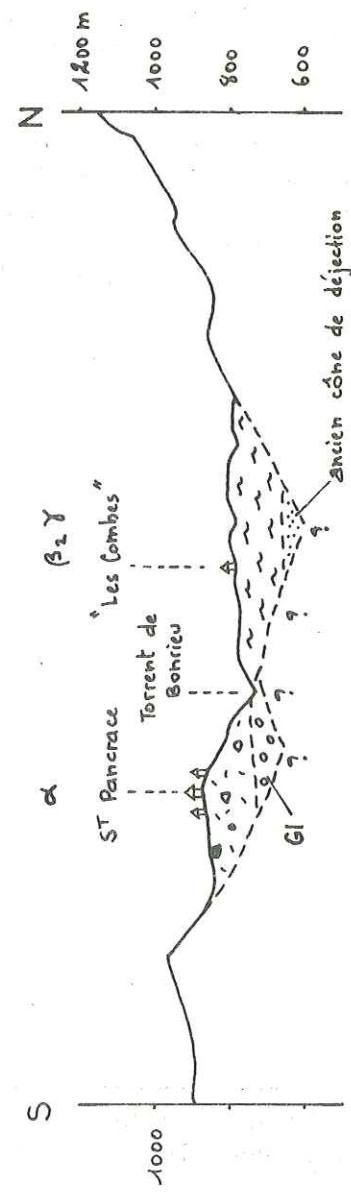 S
N
α
β₂ γ
Sᵀ Pancrace
Torrent de
Bonrieu
"Les Combes"
1000
1200 m
1000
800
600
Gl
?
?
?
?
ancien cône de déjection